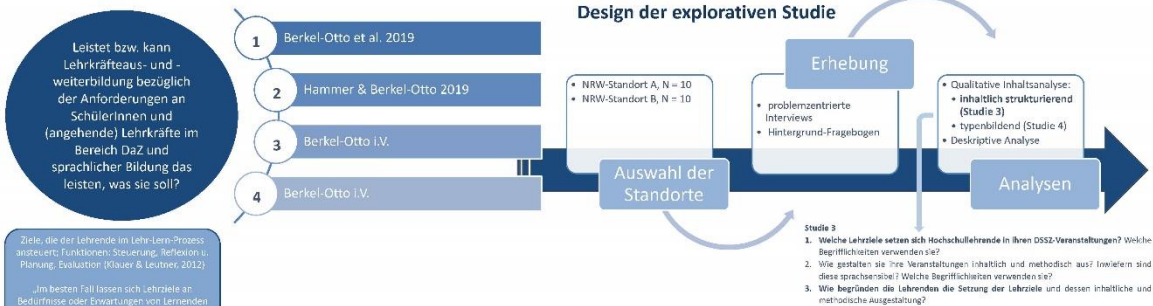 Design der explorativen Studie
Leistet bzw. kann
Lehrkräfteaus- und -
weiterbildung bezüglich
der Anforderungen an
SchülerInnen und
(angehende) Lehrkräfte im
Bereich DaZ und
sprachlicher Bildung das
leisten, was sie soll?
1 Berkel-Otto et al. 2019
2 Hammer & Berkel-Otto 2019
3 Berkel-Otto i.V.
4 Berkel-Otto i.V.
• NRW-Standort A, N = 10
• NRW-Standort B, N = 10
Auswahl der
Standorte
Erhebung
• problemzentrierte
Interviews
• Hintergrund-Fragebogen
• Qualitative Inhaltsanalyse:
• inhaltlich strukturierend
(Studie 3)
• typenbildend (Studie 4)
• Deskriptive Analyse
Analysen
Ziele, die der Lehrende im Lehr-Lern-Prozess
ansteuert; Funktionen: Steuerung, Reflexion u.
Planung, Evaluation (Klauer & Leutner, 2012)
„Im besten Fall lassen sich Lehrziele an
Bedürfnisse oder Erwartungen von Lernenden
Studie 3
1. Welche Lehrziele setzen sich Hochschullehrende in ihren DSSZ-Veranstaltungen? Welche
Begrifflichkeiten verwenden sie?
2. Wie gestalten sie ihre Veranstaltungen inhaltlich und methodisch aus? Inwiefern sind
diese sprachsensibel? Welche Begrifflichkeiten verwenden sie?
3. Wie begründen die Lehrenden die Setzung der Lehrziele und dessen inhaltliche und
methodische Ausgestaltung?